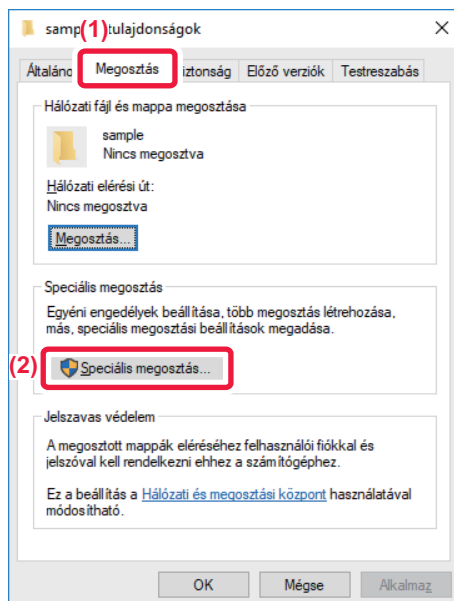 samp (1) tulajdonságok
Általáno Megosztás iztonság Előző verziók Testreszabás
Hálózati fájl és mappa megosztása
sample
Nincs megosztva
Hálózati elérési út:
Nincs megosztva
Megosztás...
Speciális megosztás
Egyéni engedélyek beállítása, több megosztás létrehozása,
más, speciális megosztási beállítások megadása.
(2) Speciális megosztás...
Jelszavas védelem
A megosztott mappák eléréséhez felhasználói fiókkal és
jelszóval kell rendelkezni ehhez a számítógéphez.
Ez a beállítás a Hálózati és megosztási központ használatával
módosítható.
OK Mégse Alkalmaz